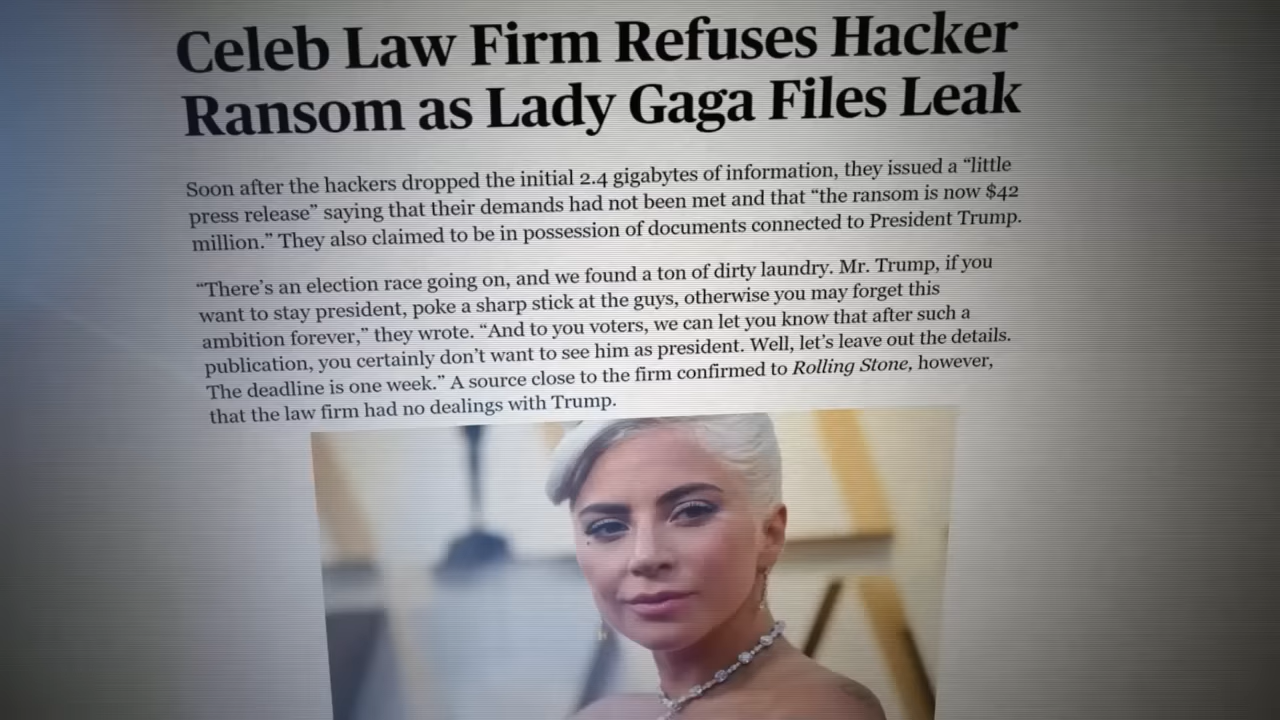 Celeb Law Firm Refuses Hacker
Ransom as Lady Gaga Files Leak
Soon after the hackers dropped the initial 2.4 gigabytes of information, they issued a “little
press release” saying that their demands had not been met and that “the ransom is now $42
million.” They also claimed to be in possession of documents connected to President Trump.
“There’s an election race going on, and we found a ton of dirty laundry. Mr. Trump, if you
want to stay president, poke a sharp stick at the guys, otherwise you may forget this
ambition forever,” they wrote. “And to you voters, we can let you know that after such a
publication, you certainly don’t want to see him as president. Well, let’s leave out the details.
The deadline is one week.” A source close to the firm confirmed to Rolling Stone, however,
that the law firm had no dealings with Trump.